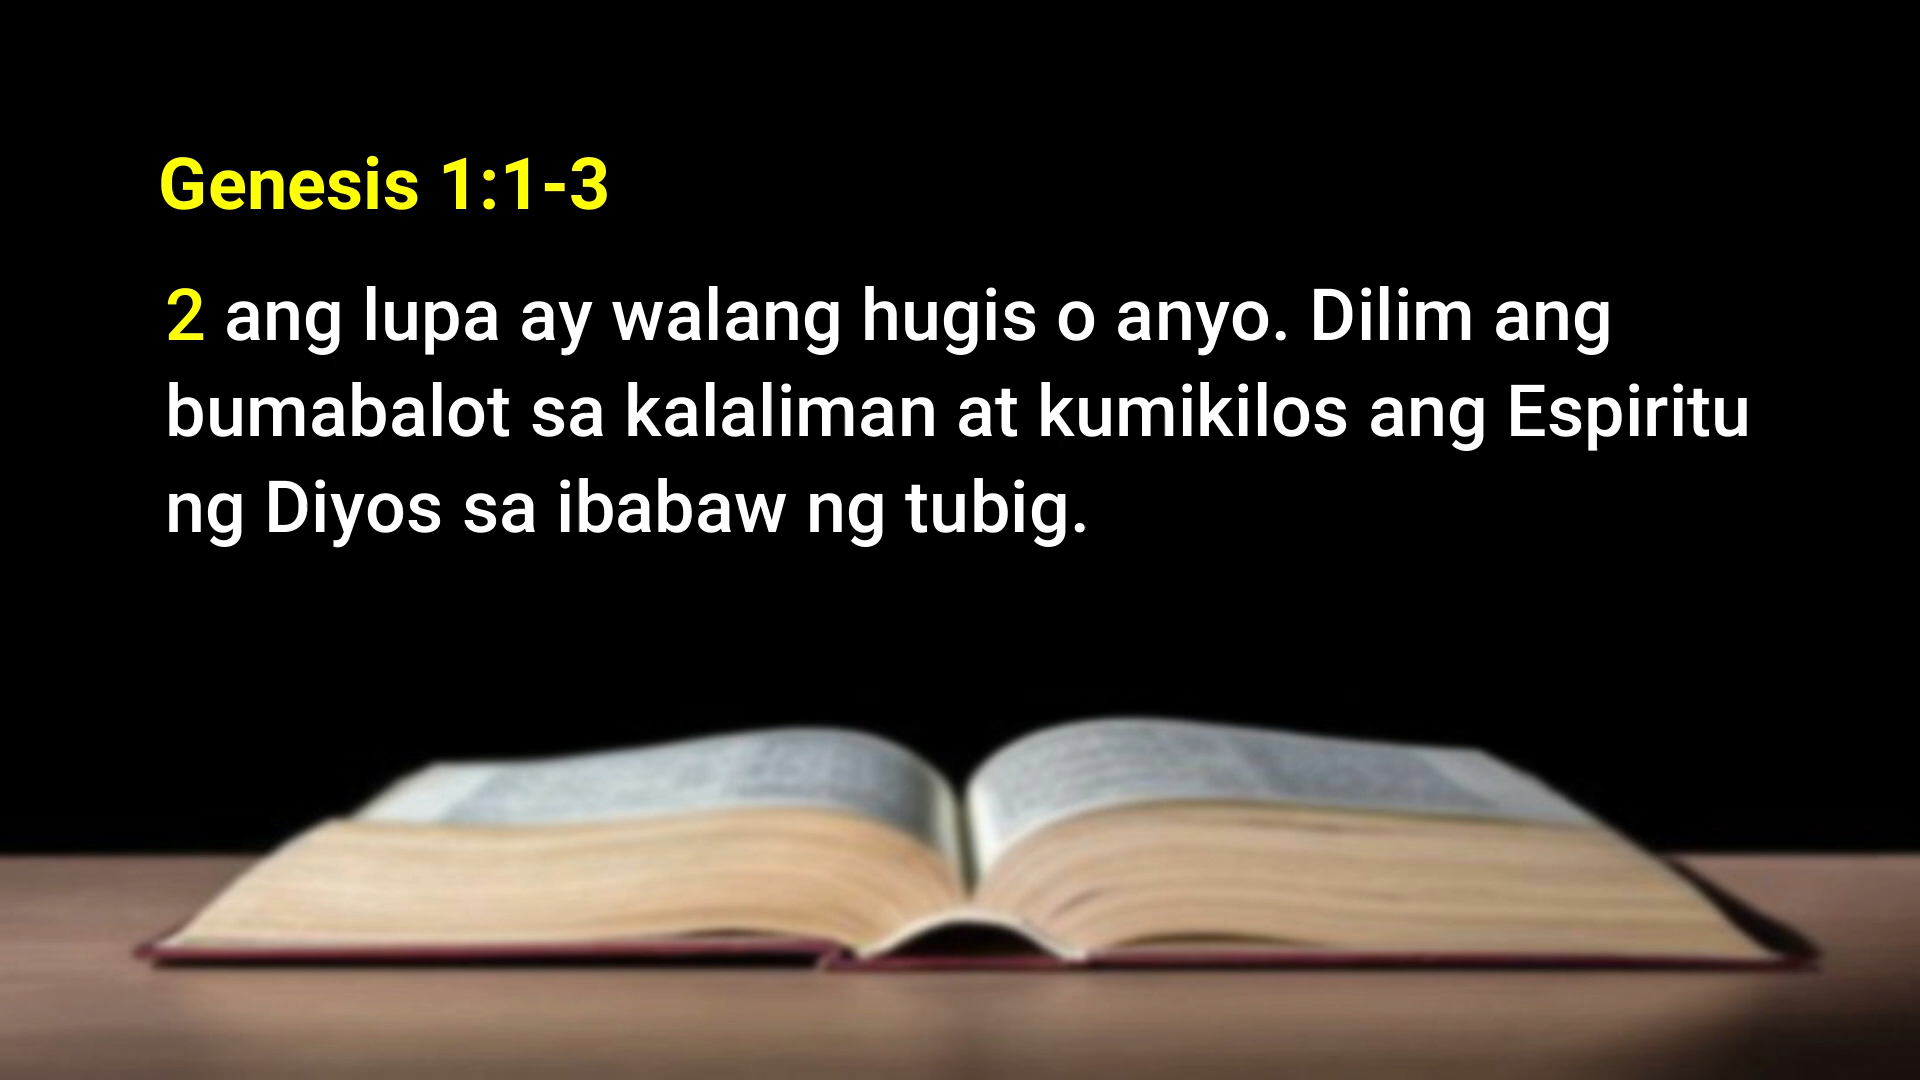 Genesis 1:1-3
2 ang lupa ay walang hugis o anyo. Dilim ang
bumabalot sa kalaliman at kumikilos ang Espiritu
ng Diyos sa ibabaw ng tubig.